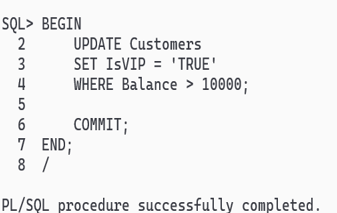 SQL> BEGIN
  2      UPDATE Customers
  3      SET IsVIP = 'TRUE'
  4      WHERE Balance > 10000;
  5
  6      COMMIT;
  7  END;
  8  /
PL/SQL procedure successfully completed.